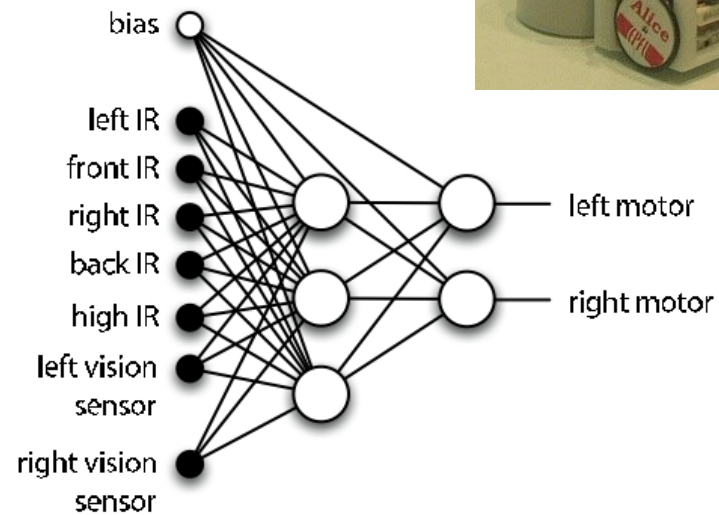 bias
left IR
front IR
right IR
back IR
high IR
left vision
sensor
right vision
sensor
left motor
right motor
Alice
EPFL